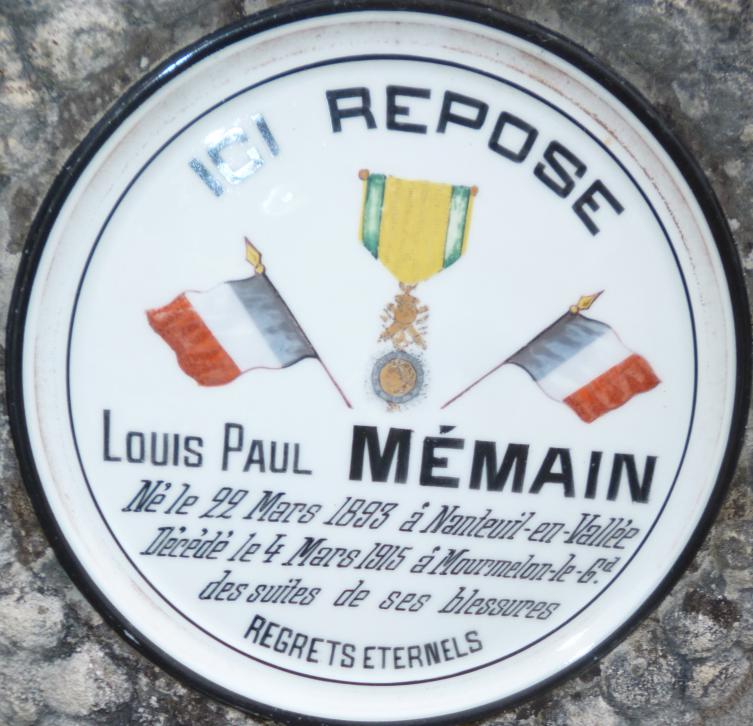 ICI REPOSE
LOUIS PAUL MÉMAIN
Né le 22 Mars 1893 à Nanteuil-en-Vallée
Décédé le 4 Mars 1915 à Mourmelon-le-Gd
des suites de ses blessures
REGRETS ETERNELS